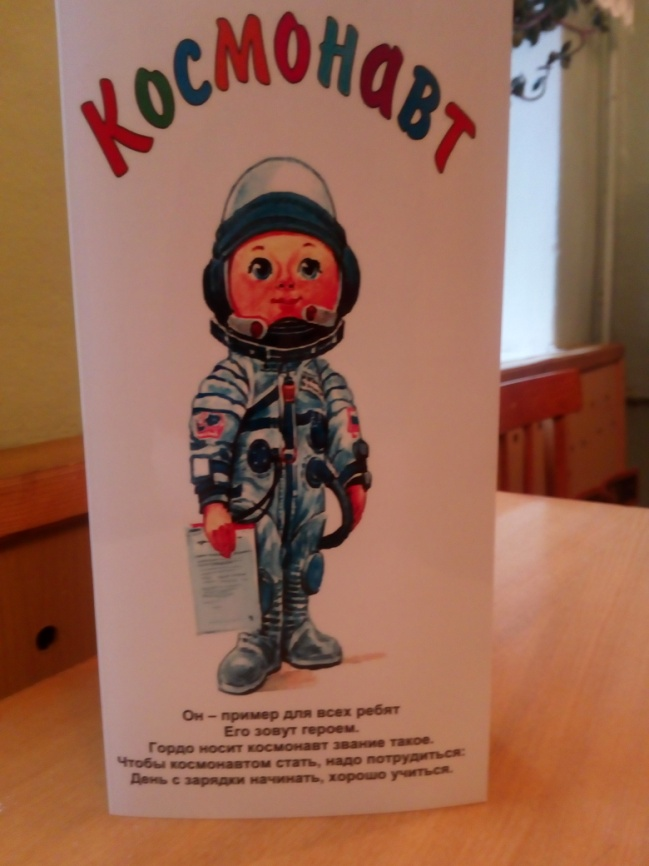 Космонавт
Он – пример для всех ребят
Его зовут героем.
Гордо носит космонавт звание такое.
Чтобы космонавтом стать, надо потрудиться:
День с зарядки начинать, хорошо учиться.